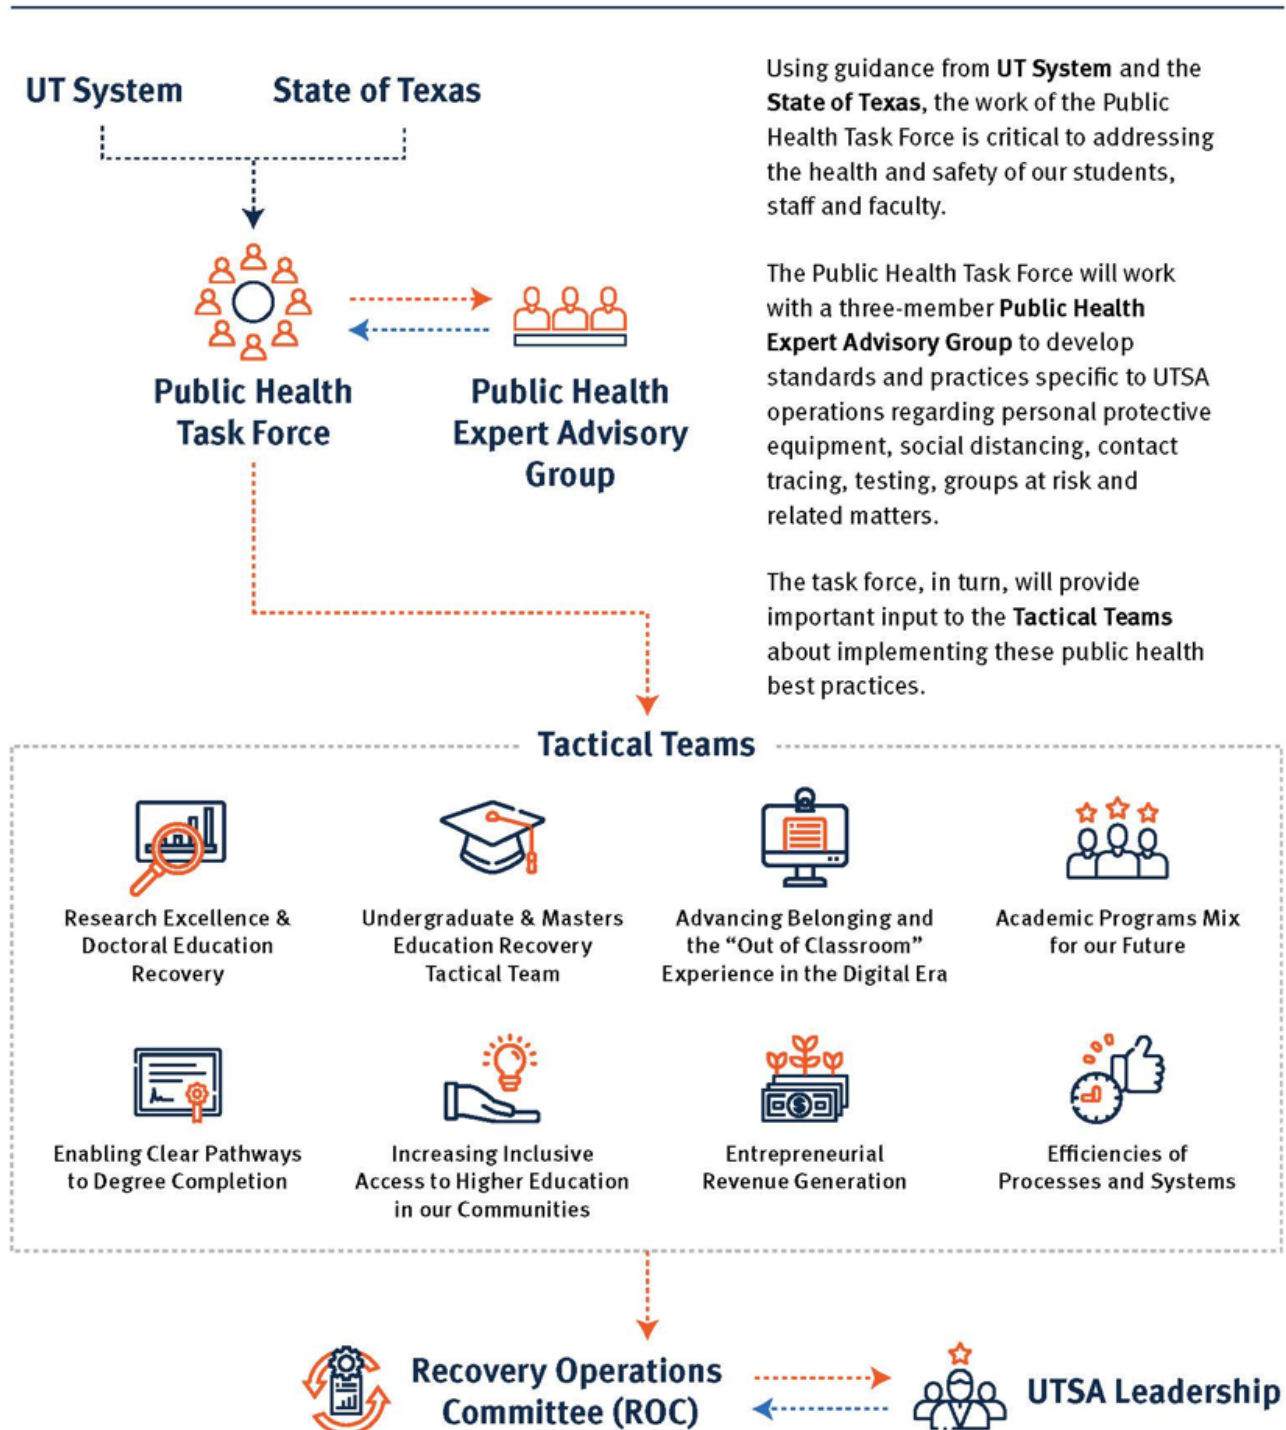 UT System
State of Texas
Using guidance from UT System and the
State of Texas, the work of the Public
Health Task Force is critical to addressing
the health and safety of our students,
staff and faculty.
Public Health
Task Force
Public Health
Expert Advisory
Group
The Public Health Task Force will work
with a three-member Public Health
Expert Advisory Group to develop
standards and practices specific to UTSA
operations regarding personal protective
equipment, social distancing, contact
tracing, testing, groups at risk and
related matters.
The task force, in turn, will provide
important input to the Tactical Teams
about implementing these public health
best practices.
Tactical Teams
Research Excellence &
Doctoral Education
Recovery
Undergraduate & Masters
Education Recovery
Tactical Team
Advancing Belonging and
the “Out of Classroom”
Experience in the Digital Era
Academic Programs Mix
for our Future
Enabling Clear Pathways
to Degree Completion
Increasing Inclusive
Access to Higher Education
in our Communities
Entrepreneurial
Revenue Generation
Efficiencies of
Processes and Systems
Recovery Operations
Committee (ROC)
UTSA Leadership